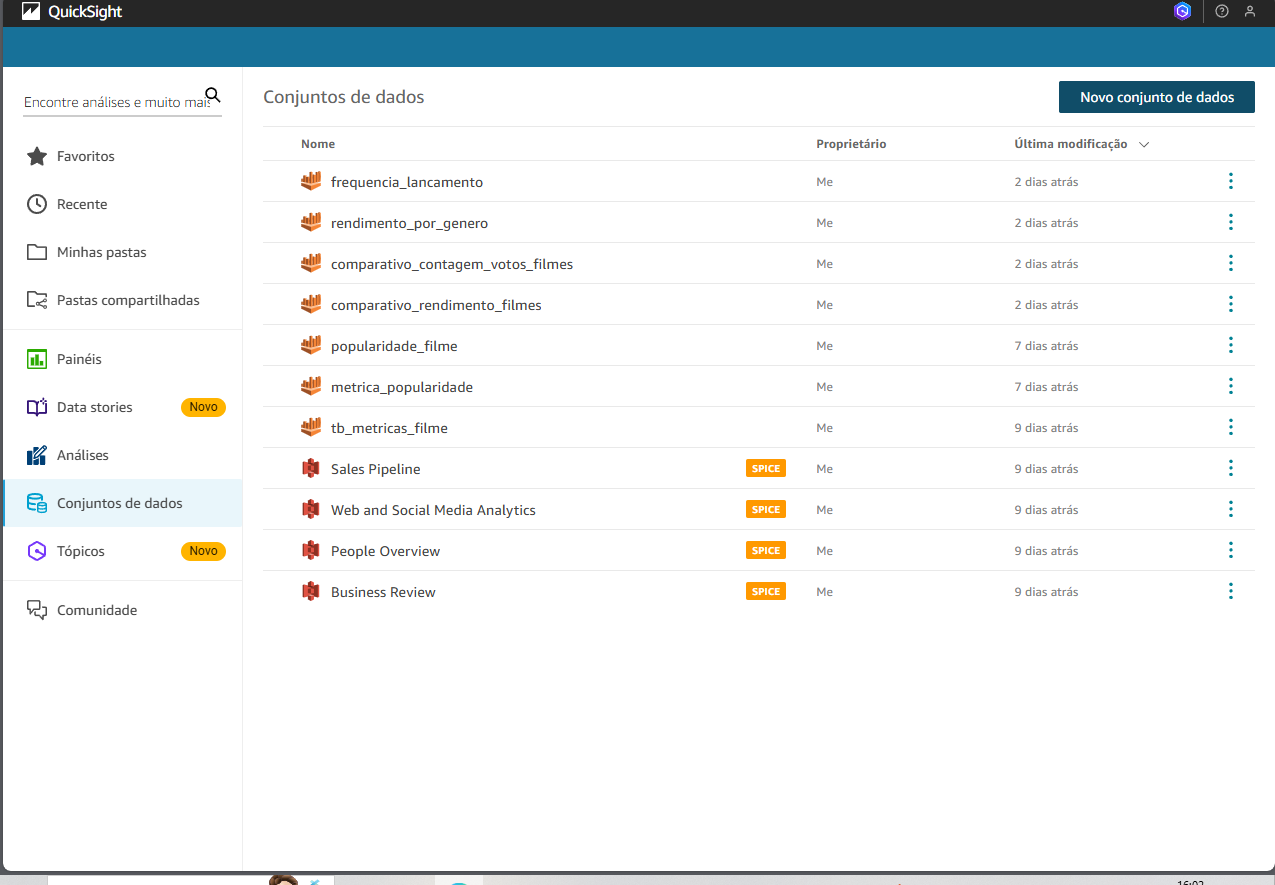 QuickSight
Encontre análises e muito mais
Favoritos
Recente
Minhas pastas
Pastas compartilhadas
Painéis
Data stories Novo
Análises
Conjuntos de dados
Tópicos Novo
Comunidade
Conjuntos de dados Novo conjunto de dados
Nome Proprietário Última modificação
frequencia_lancamento Me 2 dias atrás
rendimento_por_genero Me 2 dias atrás
comparativo_contagem_votos_filmes Me 2 dias atrás
comparativo_rendimento_filmes Me 2 dias atrás
popularidade_filme Me 7 dias atrás
metrica_popularidade Me 7 dias atrás
tb_metricas_filme Me 9 dias atrás
Sales Pipeline SPICE Me 9 dias atrás
Web and Social Media Analytics SPICE Me 9 dias atrás
People Overview SPICE Me 9 dias atrás
Business Review SPICE Me 9 dias atrás